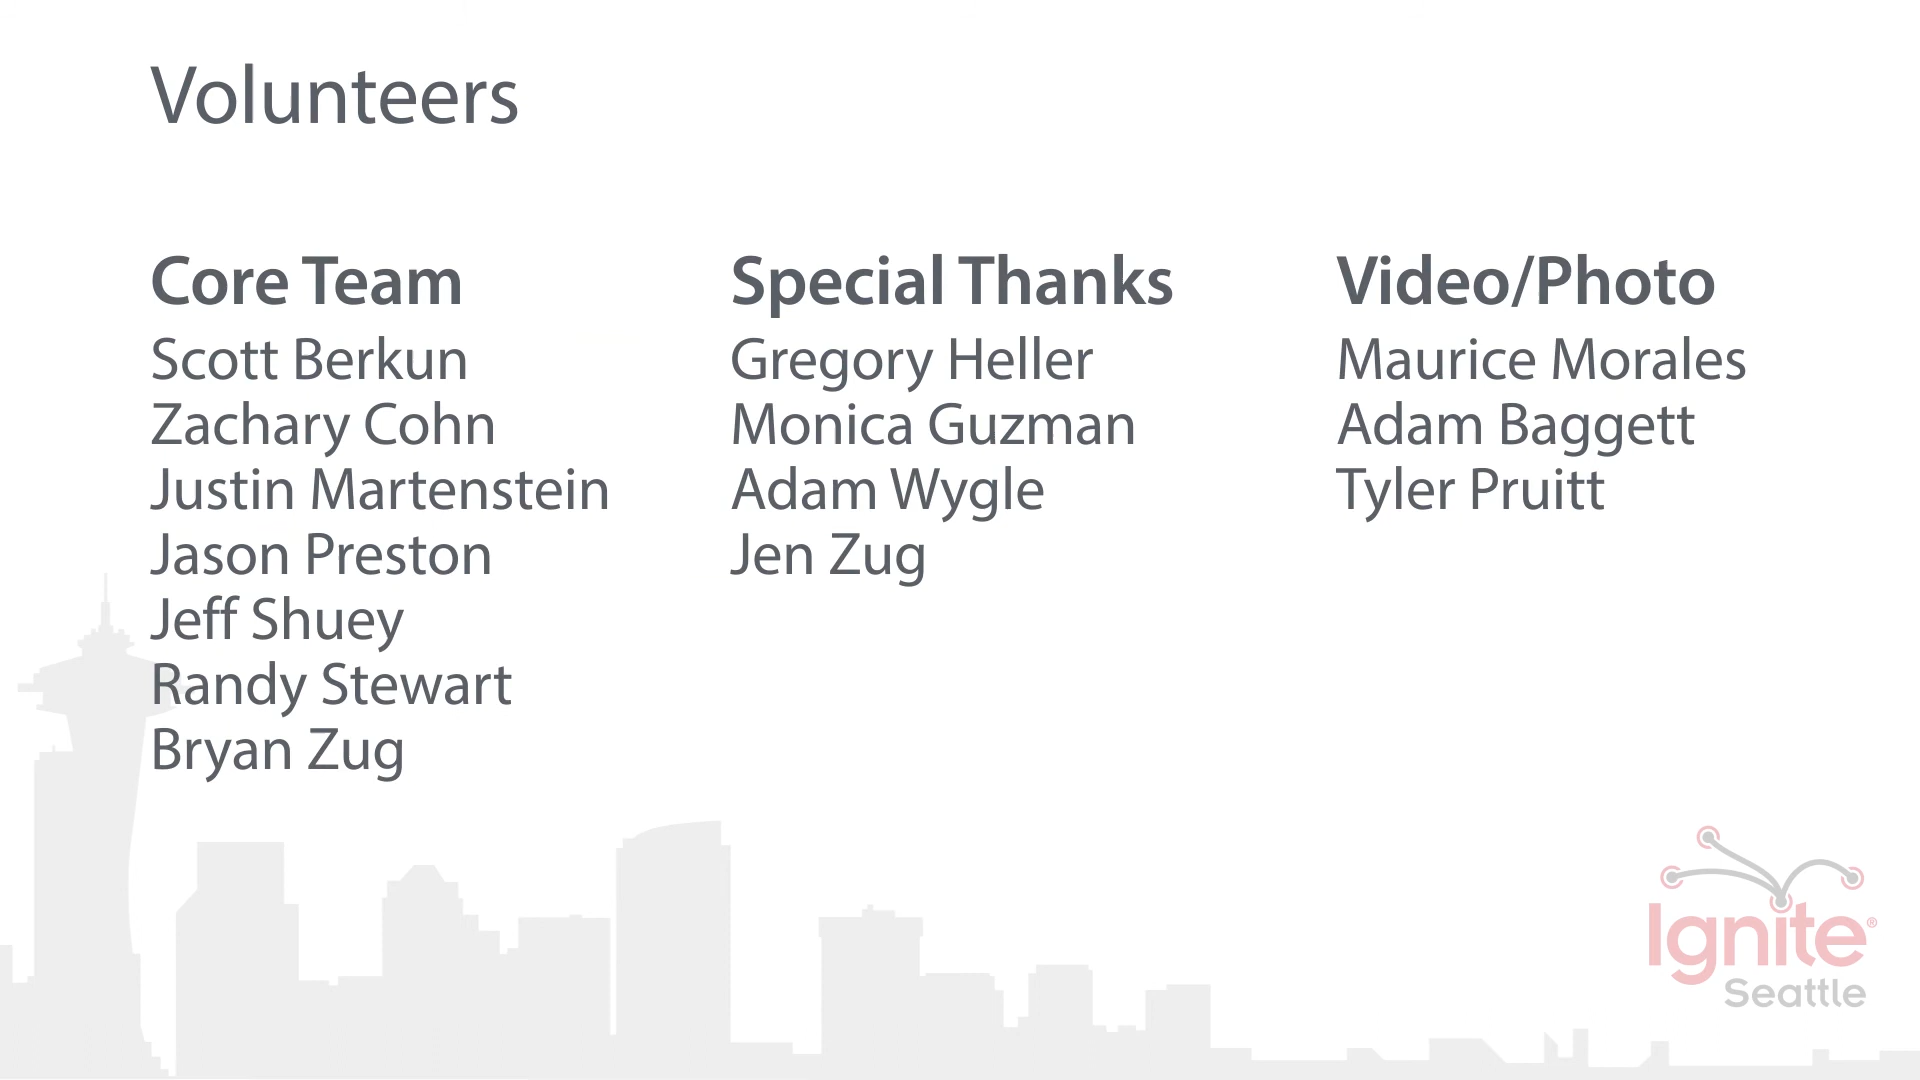 Volunteers
Core Team
Scott Berkun
Zachary Cohn
Justin Martenstein
Jason Preston
Jeff Shuey
Randy Stewart
Bryan Zug
Special Thanks
Gregory Heller
Monica Guzman
Adam Wygle
Jen Zug
Video/Photo
Maurice Morales
Adam Baggett
Tyler Pruitt
Ignite®
Seattle